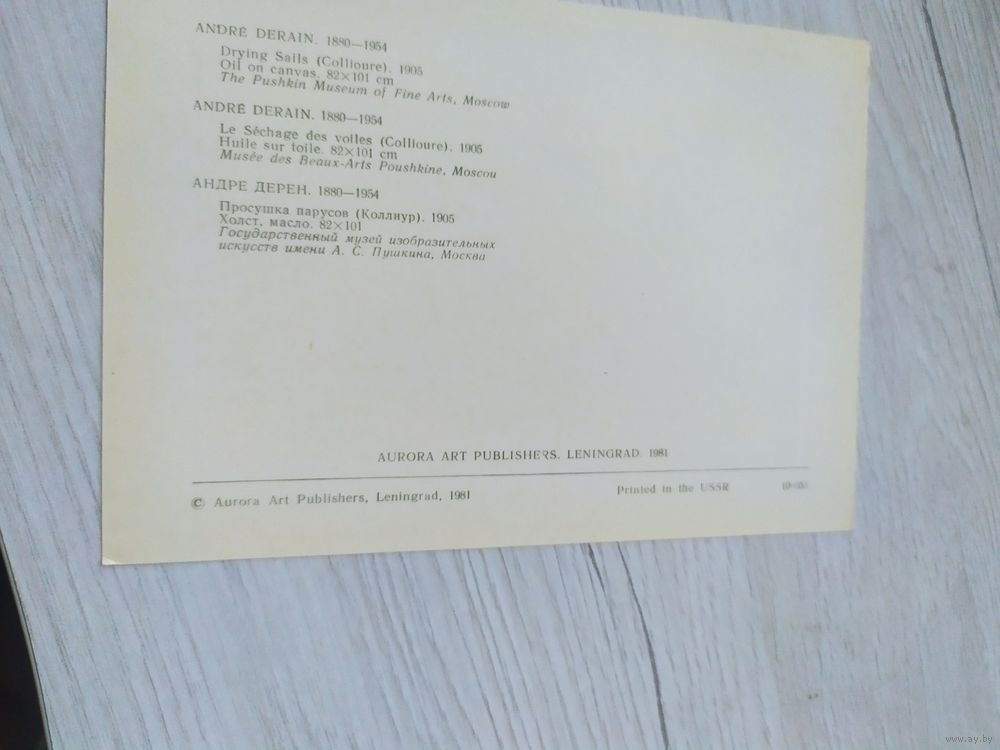 ANDRÉ DERAIN. 1880—1954
Drying Sails (Collioure). 1905
Oil on canvas. 82×101 cm
The Pushkin Museum of Fine Arts, Moscow
ANDRÉ DERAIN. 1880—1954
Le Séchage des voiles (Collioure). 1905
Huile sur toile. 82×101 cm
Musée des Beaux-Arts Poushkine, Moscou
АНДРЕ ДЕРЕН. 1880—1954
Просушка парусов (Коллиур). 1905
Холст, масло. 82×101
Государственный музей изобразительных
искусств имени А. С. Пушкина, Москва
AURORA ART PUBLISHERS. LENINGRAD. 1981
© Aurora Art Publishers, Leningrad, 1981
Printed in the USSR
www.ay.by